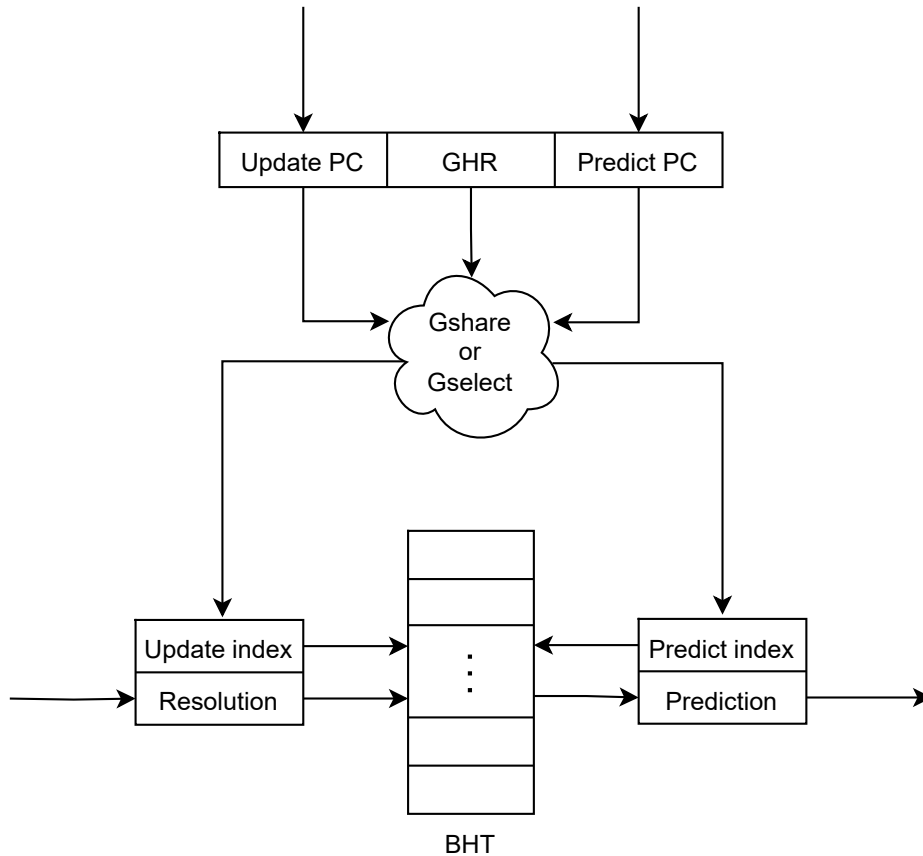 Update PC
GHR
Predict PC
Gshare
or
Gselect
Update index
Predict index
Resolution
Prediction
BHT